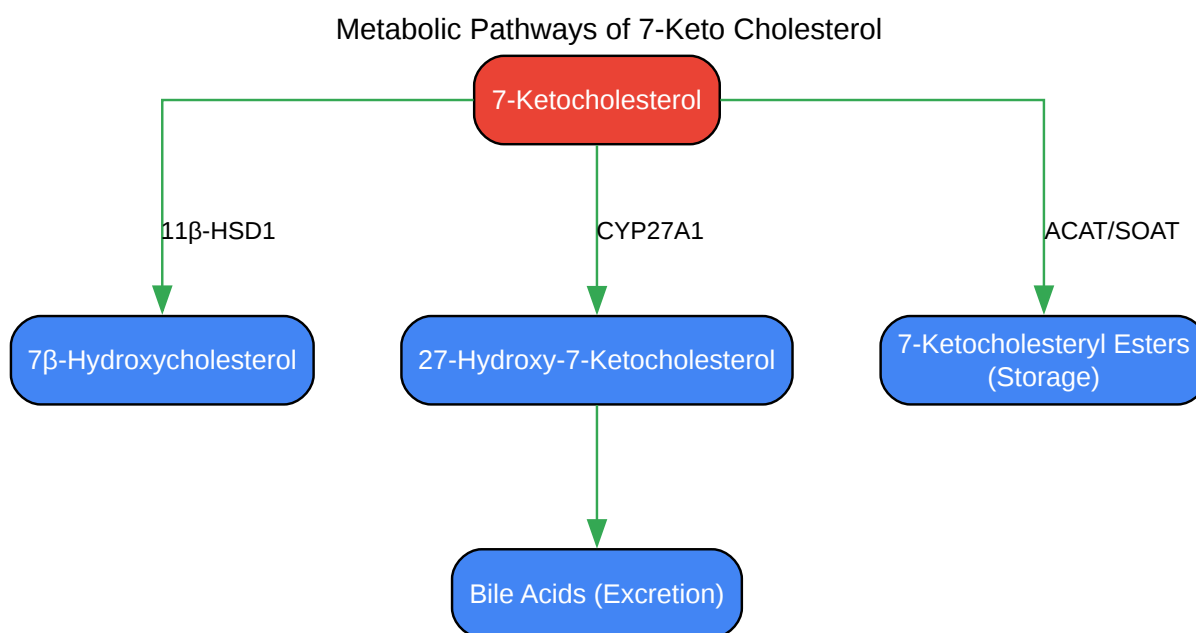 Metabolic Pathways of 7-Keto Cholesterol
7-Ketocholesterol
11β-HSD1
CYP27A1
ACAT/SOAT
7β-Hydroxycholesterol
27-Hydroxy-7-Ketocholesterol
7-Ketocholesteryl Esters
(Storage)
Bile Acids (Excretion)